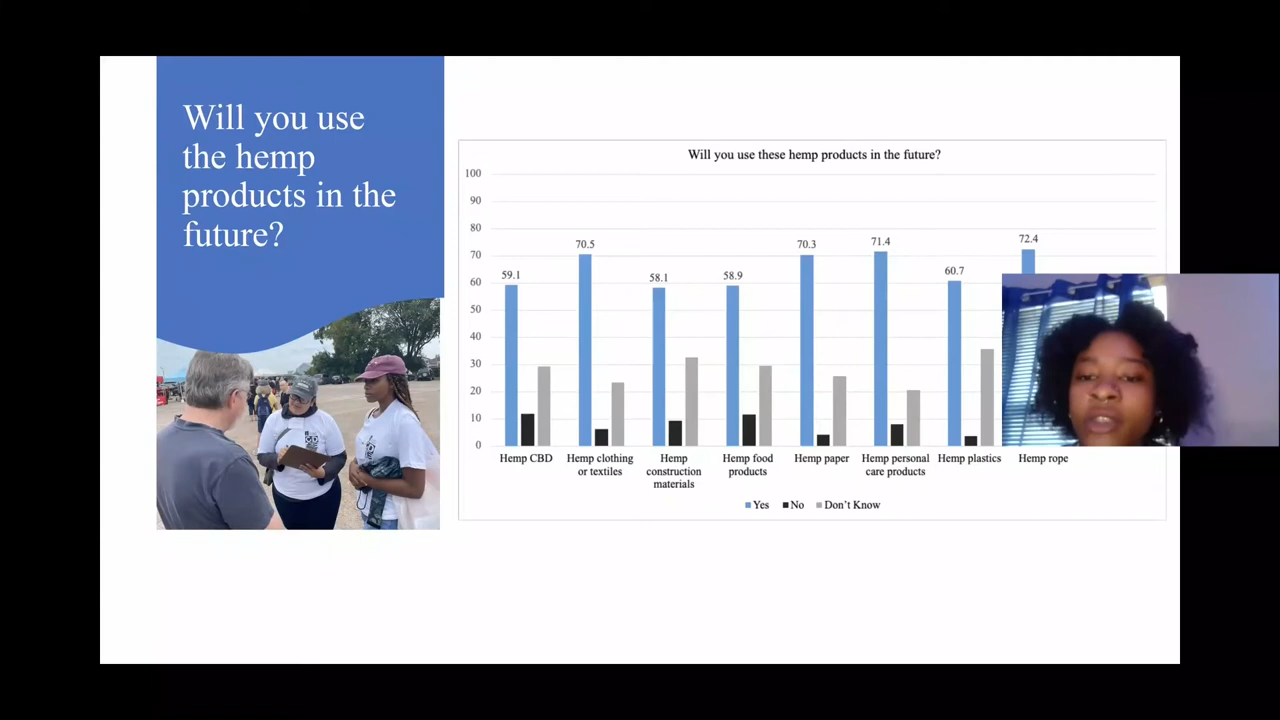 Will you use
the hemp
products in the
future?
Will you use these hemp products in the future?
100
90
80
70
60
50
40
30
20
10
0
59.1
70.5
58.1
58.9
70.3
71.4
60.7
72.4
Hemp CBD
Hemp clothing
or textiles
Hemp
construction
materials
Hemp food
products
Hemp paper
Hemp personal
care products
Hemp plastics
Hemp rope
Yes No Don't Know